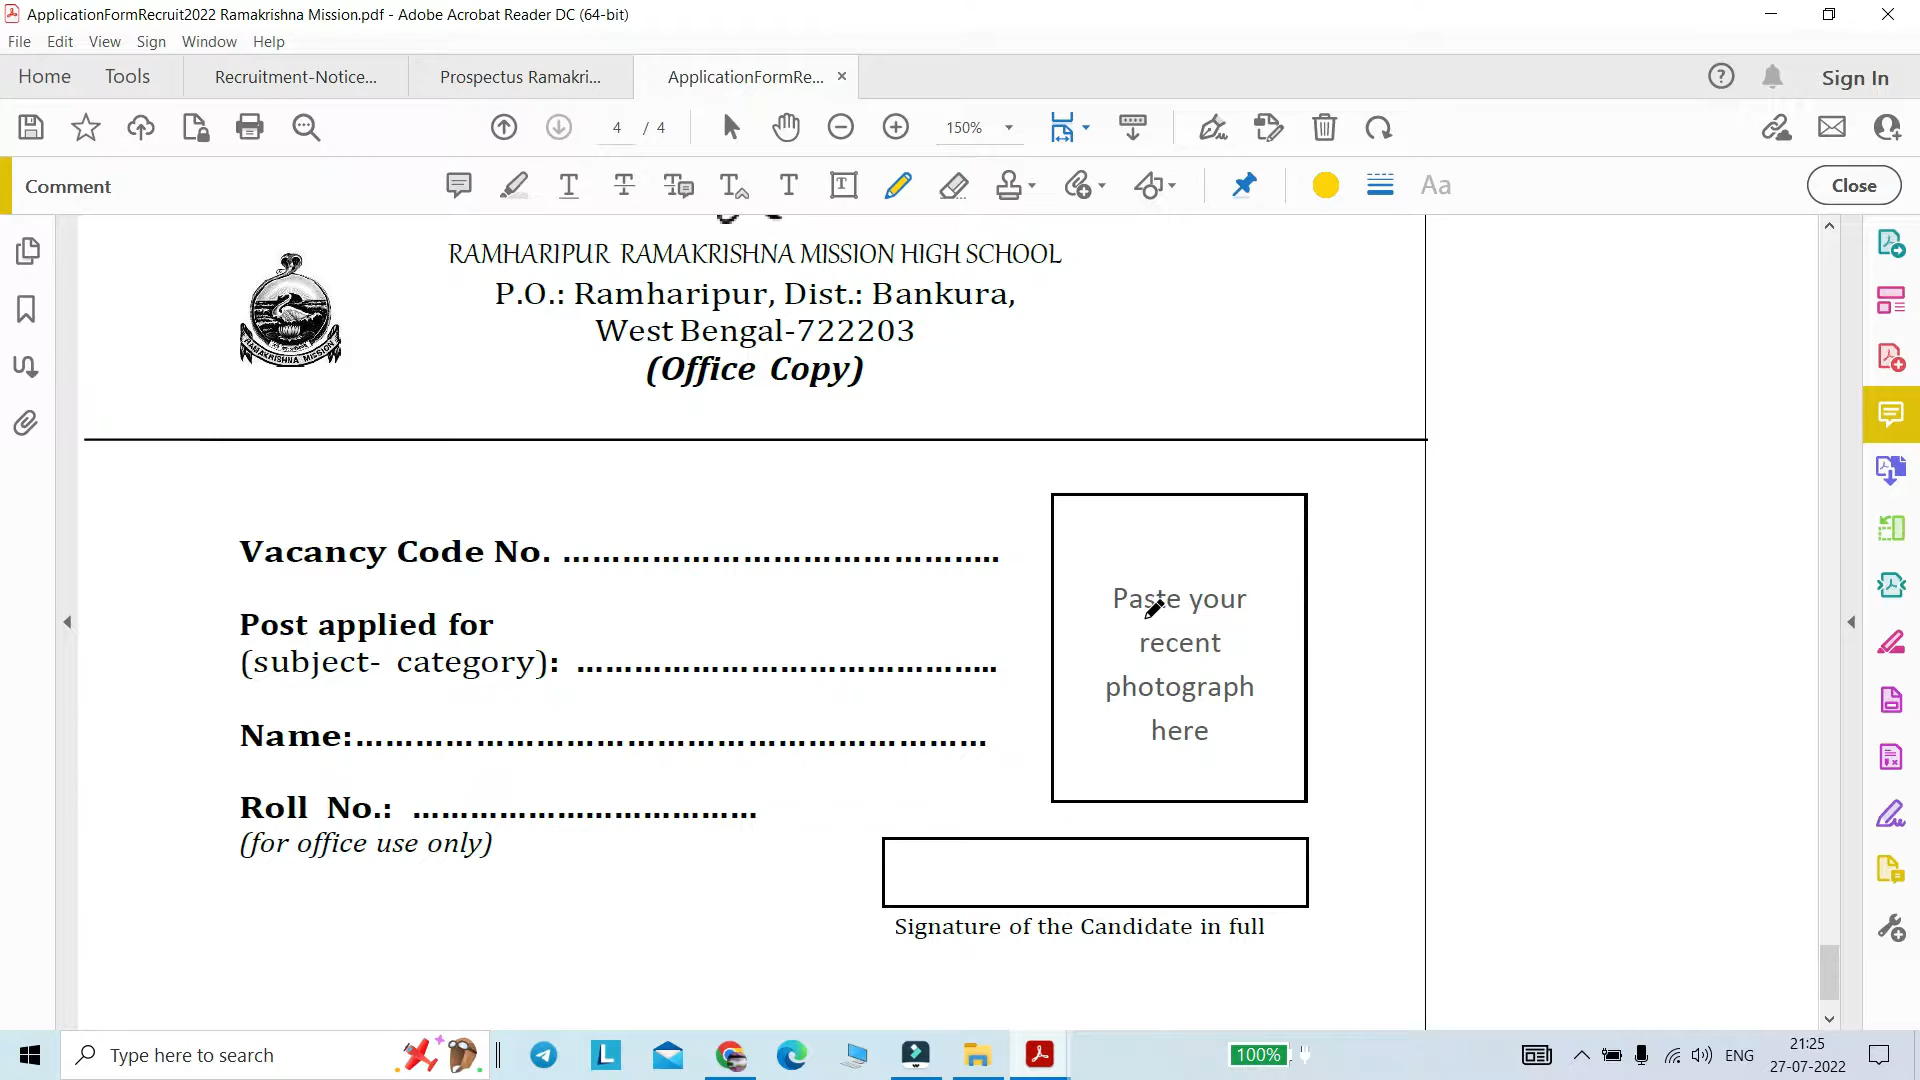 ApplicationFormRecruit2022 Ramakrishna Mission.pdf - Adobe Acrobat Reader DC (64-bit)
File Edit View Sign Window Help
Home Tools Recruitment-Notice... Prospectus Ramakri... ApplicationFormRe... × Sign In
4 / 4 150%
Comment Aa Close
RAMHARIPUR RAMAKRISHNA MISSION HIGH SCHOOL
P.O.: Ramharipur, Dist.: Bankura,
West Bengal-722203
(Office Copy)
RAMAKRISHNA MISSION
Vacancy Code No. ……………………………………..
Post applied for
(subject- category): ……………………………………..
Name:…………………………………………………………
Roll No.: ………………………………
(for office use only)
Paste your
recent
photograph
here
Signature of the Candidate in full
Type here to search
100%
ENG
21:25
27-07-2022